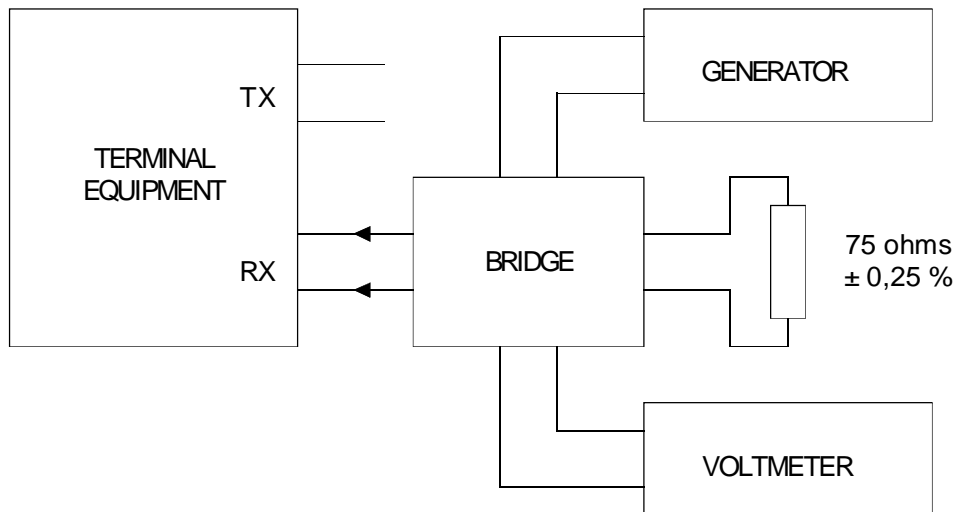 GENERATOR
TX
TERMINAL
EQUIPMENT
RX
BRIDGE
75 ohms
± 0,25 %
VOLTMETER